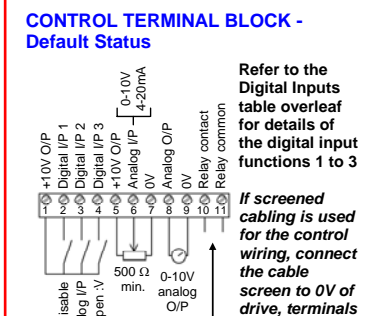 CONTROL TERMINAL BLOCK -
Default Status
0-10V
4-20mA
+10V O/P
Digital I/P 1
Digital I/P 2
Digital I/P 3
+10V O/P
Analog I/P
0V
Analog O/P
0V
Relay contact
Relay common
1 2 3 4 5 6 7 8 9 10 11
500 Ω
min.
0-10V
analog
O/P
Refer to the
Digital Inputs
table overleaf
for details of
the digital input
functions 1 to 3
If screened
cabling is used
for the control
wiring, connect
the cable
screen to 0V of
drive, terminals